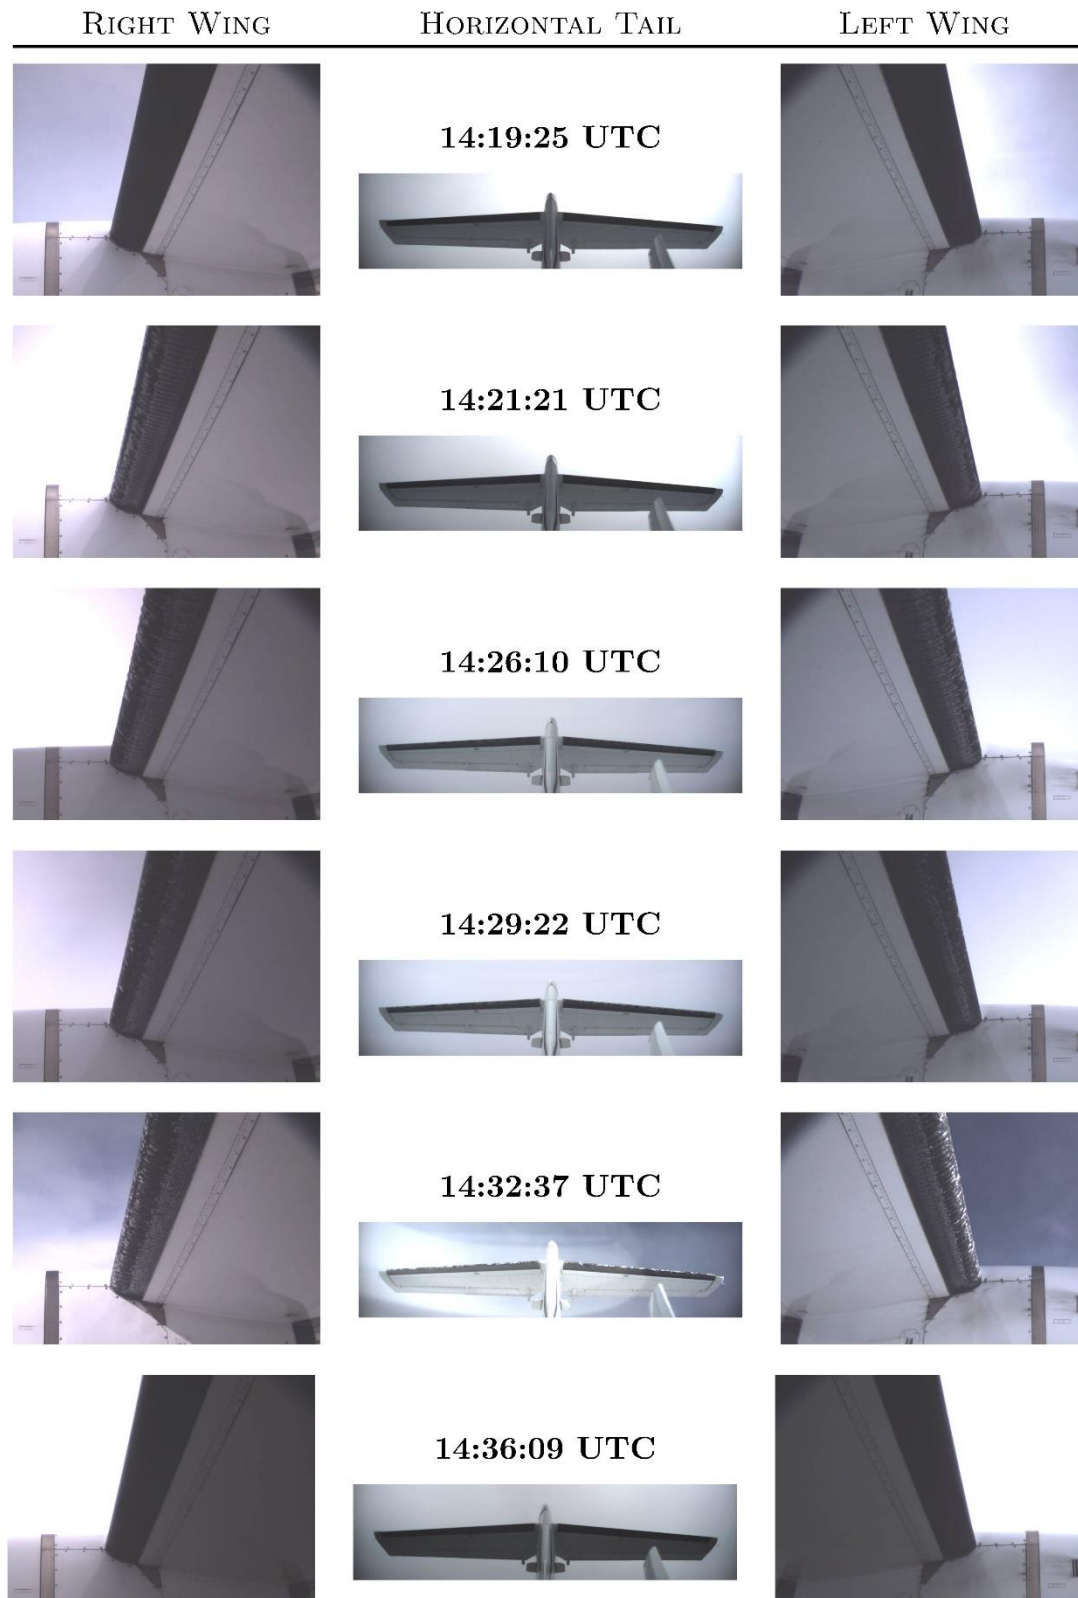 RIGHT WING HORIZONTAL TAIL LEFT WING
14:19:25 UTC
14:21:21 UTC
14:26:10 UTC
14:29:22 UTC
14:32:37 UTC
14:36:09 UTC